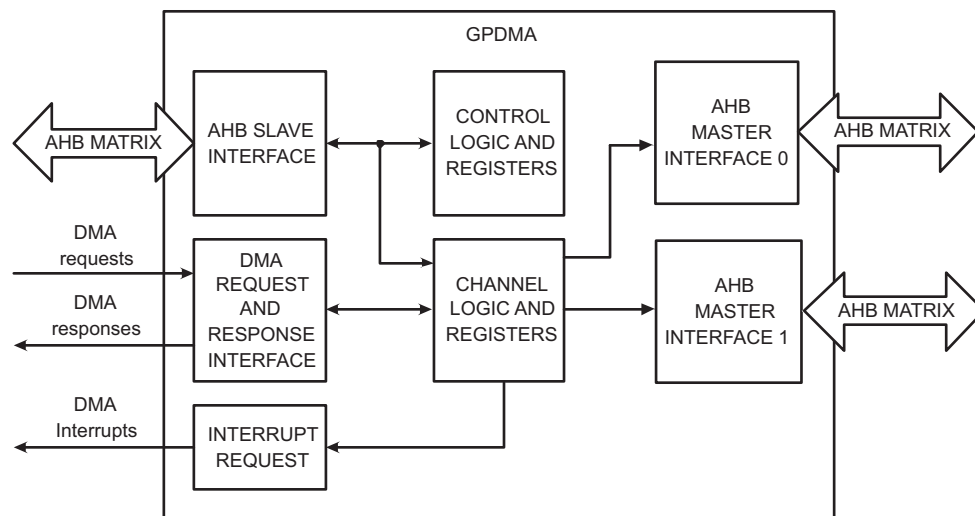 GPDMA
AHB MATRIX
AHB SLAVE
INTERFACE
CONTROL
LOGIC AND
REGISTERS
AHB
MASTER
INTERFACE 0
AHB MATRIX
DMA
requests
DMA
responses
DMA
REQUEST
AND
RESPONSE
INTERFACE
CHANNEL
LOGIC AND
REGISTERS
AHB
MASTER
INTERFACE 1
AHB MATRIX
DMA
Interrupts
INTERRUPT
REQUEST